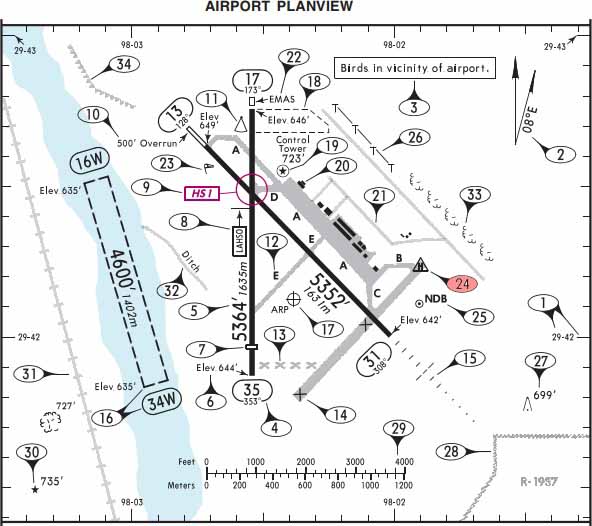 AIRPORT PLANVIEW
29-43
98-03
98-02
29-43
34
22
17
173°
EMAS
18
Birds in vicinity of airport.
3
08°E
2
10
13
128°
11
Elev 649'
Elev 646'
26
500' Overrun
A
Control Tower 723'
19
20
16W
23
Elev 635'
9
HS1
D
21
33
8
LAHSO
12
A
E
B
H
24
4600'
1402m
Ditch
32
E
A
C
NDB
25
1
5
5364'
1635m
5352'
1631m
ARP
17
Elev 642'
29-42
29-42
7
13
31
308°
15
27
699'
31
Elev 635'
Elev 644'
6
35
353°
4
14
727'
16
34W
29
28
30
735'
Feet 0 1000 2000 3000 4000
Meters 0 200 400 600 800 1000 1200
R-1937
98-03
98-02